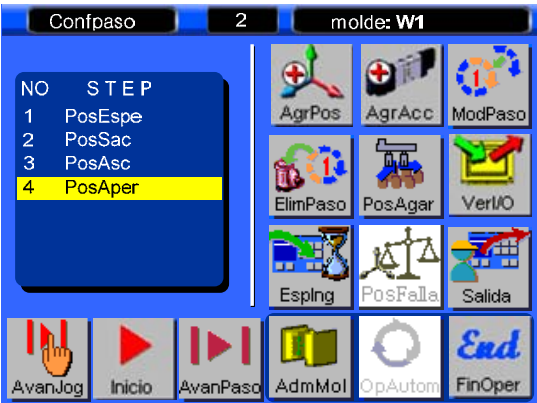 Confpaso 2 molde: W1
NO STEP
1 PosEspe
2 PosSac
3 PosAsc
4 PosAper
AgrPos AgrAcc ModPaso
ElimPaso PosAgar VerI/O
EspIng PosFalla Salida
AvanJog Inicio AvanPaso AdmMol OpAutom FinOper
End